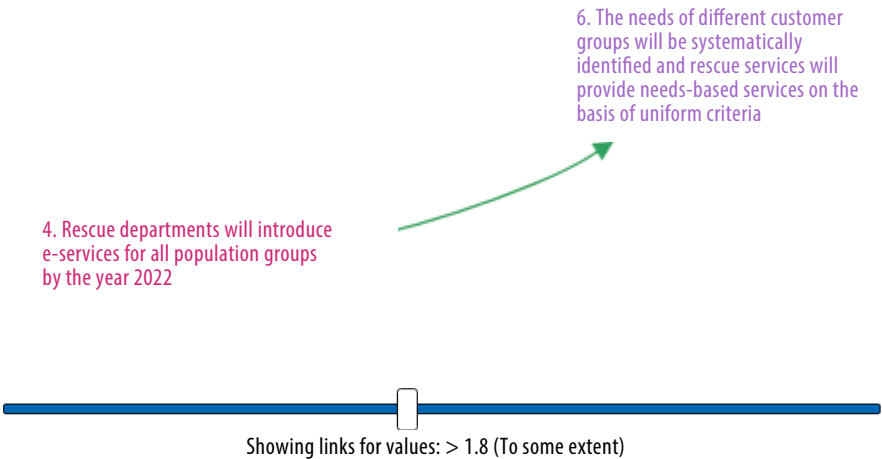 6. The needs of different customer
groups will be systematically
identified and rescue services will
provide needs-based services on the
basis of uniform criteria
4. Rescue departments will introduce
e-services for all population groups
by the year 2022
Showing links for values: > 1.8 (To some extent)